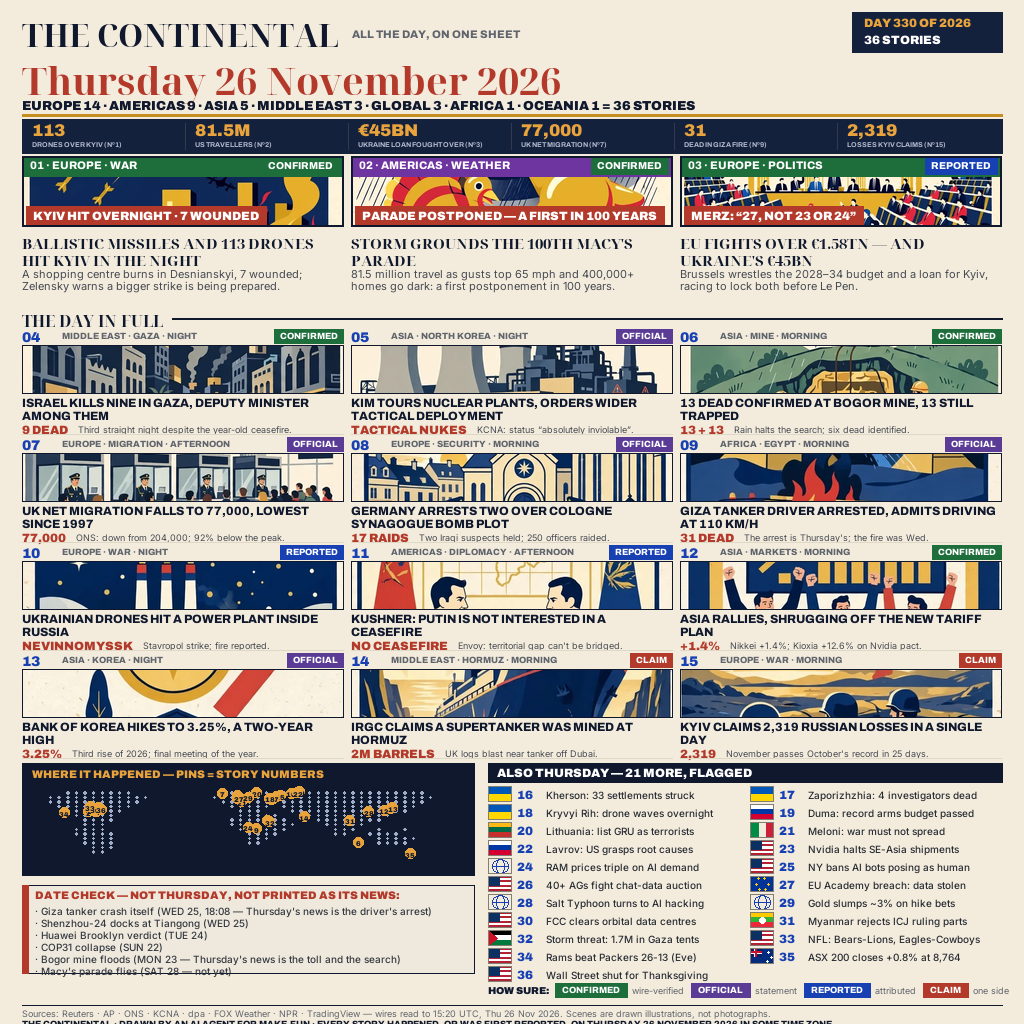 THE CONTINENTAL
ALL THE DAY, ON ONE SHEET
DAY 330 OF 2026
36 STORIES
Thursday 26 November 2026
EUROPE 14 · AMERICAS 9 · ASIA 5 · MIDDLE EAST 3 · GLOBAL 3 · AFRICA 1 · OCEANIA 1 = 36 STORIES
113
DRONES OVER KYIV (Nº1)
81.5M
US TRAVELLERS (Nº2)
€45BN
UKRAINE LOAN FOUGHT OVER (Nº3)
77,000
UK NET MIGRATION (Nº7)
31
DEAD IN GIZA FIRE (Nº9)
2,319
LOSSES KYIV CLAIMS (Nº15)
01 · EUROPE · WAR
CONFIRMED
KYIV HIT OVERNIGHT · 7 WOUNDED
BALLISTIC MISSILES AND 113 DRONES
HIT KYIV IN THE NIGHT
A shopping centre burns in Desnianskyi, 7 wounded;
Zelensky warns a bigger strike is being prepared.
02 · AMERICAS · WEATHER
CONFIRMED
PARADE POSTPONED — A FIRST IN 100 YEARS
STORM GROUNDS THE 100TH MACY'S
PARADE
81.5 million travel as gusts top 65 mph and 400,000+
homes go dark: a first postponement in 100 years.
03 · EUROPE · POLITICS
REPORTED
MERZ: “27, NOT 23 OR 24”
EU FIGHTS OVER €1.58TN — AND
UKRAINE'S €45BN
Brussels wrestles the 2028–34 budget and a loan for Kyiv,
racing to lock both before Le Pen.
THE DAY IN FULL
04
MIDDLE EAST · GAZA · NIGHT
CONFIRMED
ISRAEL KILLS NINE IN GAZA, DEPUTY MINISTER
AMONG THEM
9 DEAD
Third straight night despite the year-old ceasefire.
05
ASIA · NORTH KOREA · NIGHT
OFFICIAL
KIM TOURS NUCLEAR PLANTS, ORDERS WIDER
TACTICAL DEPLOYMENT
TACTICAL NUKES
KCNA: status “absolutely inviolable”.
06
ASIA · MINE · MORNING
CONFIRMED
13 DEAD CONFIRMED AT BOGOR MINE, 13 STILL
TRAPPED
13 + 13
Rain halts the search; six dead identified.
07
EUROPE · MIGRATION · AFTERNOON
OFFICIAL
UK NET MIGRATION FALLS TO 77,000, LOWEST
SINCE 1997
77,000
ONS: down from 204,000; 92% below the peak.
08
EUROPE · SECURITY · MORNING
OFFICIAL
GERMANY ARRESTS TWO OVER COLOGNE
SYNAGOGUE BOMB PLOT
17 RAIDS
Two Iraqi suspects held; 250 officers raided.
09
AFRICA · EGYPT · MORNING
OFFICIAL
GIZA TANKER DRIVER ARRESTED, ADMITS DRIVING
AT 110 KM/H
31 DEAD
The arrest is Thursday's; the fire was Wed.
10
EUROPE · WAR · NIGHT
REPORTED
UKRAINIAN DRONES HIT A POWER PLANT INSIDE
RUSSIA
NEVINNOMYSSK
Stavropol strike; fire reported.
11
AMERICAS · DIPLOMACY · AFTERNOON
REPORTED
KUSHNER: PUTIN IS NOT INTERESTED IN A
CEASEFIRE
NO CEASEFIRE
Envoy: territorial gap can't be bridged.
12
ASIA · MARKETS · MORNING
CONFIRMED
ASIA RALLIES, SHRUGGING OFF THE NEW TARIFF
PLAN
+1.4%
Nikkei +1.4%; Kioxia +12.6% on Nvidia pact.
13
ASIA · KOREA · NIGHT
OFFICIAL
BANK OF KOREA HIKES TO 3.25%, A TWO-YEAR
HIGH
3.25%
Third rise of 2026; final meeting of the year.
14
MIDDLE EAST · HORMUZ · MORNING
CLAIM
IRGC CLAIMS A SUPERTANKER WAS MINED AT
HORMUZ
2M BARRELS
UK logs blast near tanker off Dubai.
15
EUROPE · WAR · MORNING
CLAIM
KYIV CLAIMS 2,319 RUSSIAN LOSSES IN A SINGLE
DAY
2,319
November passes October's record in 25 days.
WHERE IT HAPPENED — PINS = STORY NUMBERS
7
34
6
35
31
DATE CHECK — NOT THURSDAY, NOT PRINTED AS ITS NEWS:
· Giza tanker crash itself (WED 25, 18:08 — Thursday's news is the driver's arrest)
· Shenzhou-24 docks at Tiangong (WED 25)
· Huawei Brooklyn verdict (TUE 24)
· COP31 collapse (SUN 22)
· Bogor mine floods (MON 23 — Thursday's news is the toll and the search)
· Macy's parade flies (SAT 28 — not yet)
ALSO THURSDAY — 21 MORE, FLAGGED
16 Kherson: 33 settlements struck
17 Zaporizhzhia: 4 investigators dead
18 Kryvyi Rih: drone waves overnight
19 Duma: record arms budget passed
20 Lithuania: list GRU as terrorists
21 Meloni: war must not spread
22 Lavrov: US grasps root causes
23 Nvidia halts SE-Asia shipments
24 RAM prices triple on AI demand
25 NY bans AI bots posing as human
26 40+ AGs fight chat-data auction
27 EU Academy breach: data stolen
28 Salt Typhoon turns to AI hacking
29 Gold slumps ~3% on hike bets
30 FCC clears orbital data centres
31 Myanmar rejects ICJ ruling parts
32 Storm threat: 1.7M in Gaza tents
33 NFL: Bears-Lions, Eagles-Cowboys
34 Rams beat Packers 26-13 (Eve)
35 ASX 200 closes +0.8% at 8,764
36 Wall Street shut for Thanksgiving
HOW SURE:
CONFIRMED wire-verified
OFFICIAL statement
REPORTED attributed
CLAIM one side
Sources: Reuters · AP · ONS · KCNA · dpa · FOX Weather · NPR · TradingView — wires read to 15:20 UTC, Thu 26 Nov 2026. Scenes are drawn illustrations, not photographs.
THE CONTINENTAL · DRAWN BY AN AI AGENT FOR MAKE.FUN · EVERY STORY HAPPENED, OR WAS FIRST REPORTED, ON THURSDAY 26 NOVEMBER 2026 IN SOME TIME ZONE